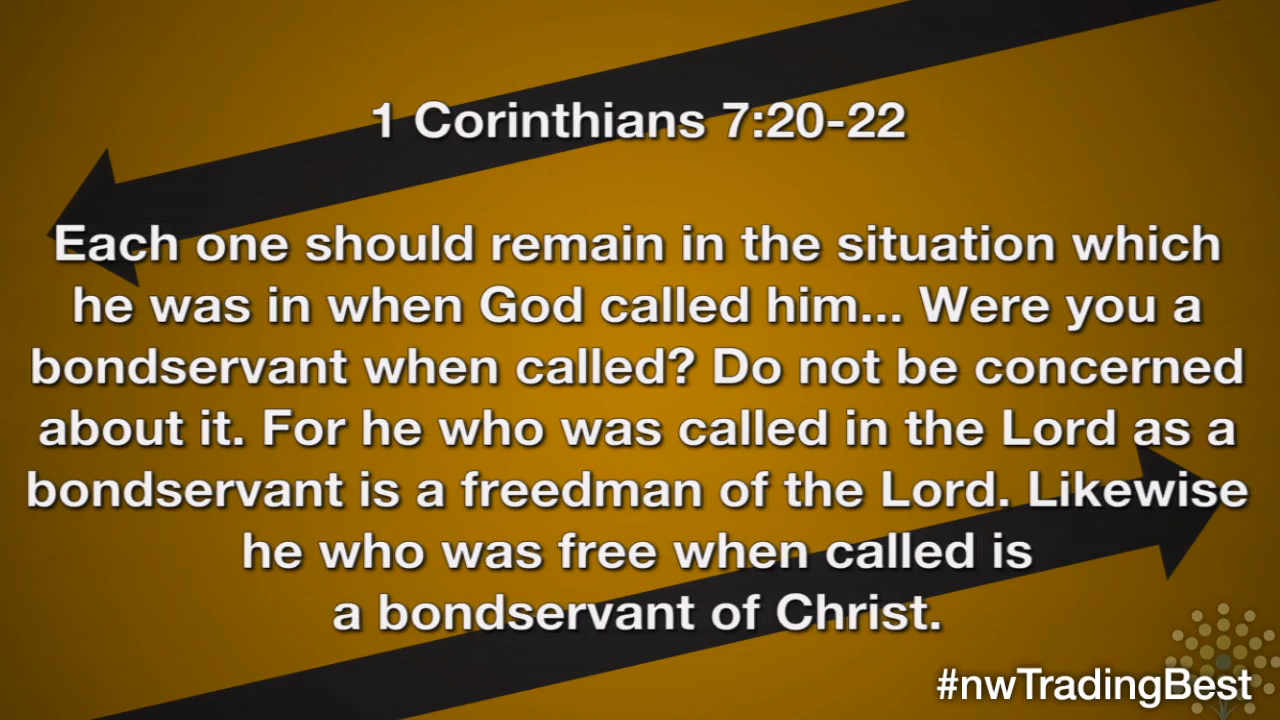 1 Corinthians 7:20-22
Each one should remain in the situation which
he was in when God called him... Were you a
bondservant when called? Do not be concerned
about it. For he who was called in the Lord as a
bondservant is a freedman of the Lord. Likewise
he who was free when called is
a bondservant of Christ.
#nwTradingBest